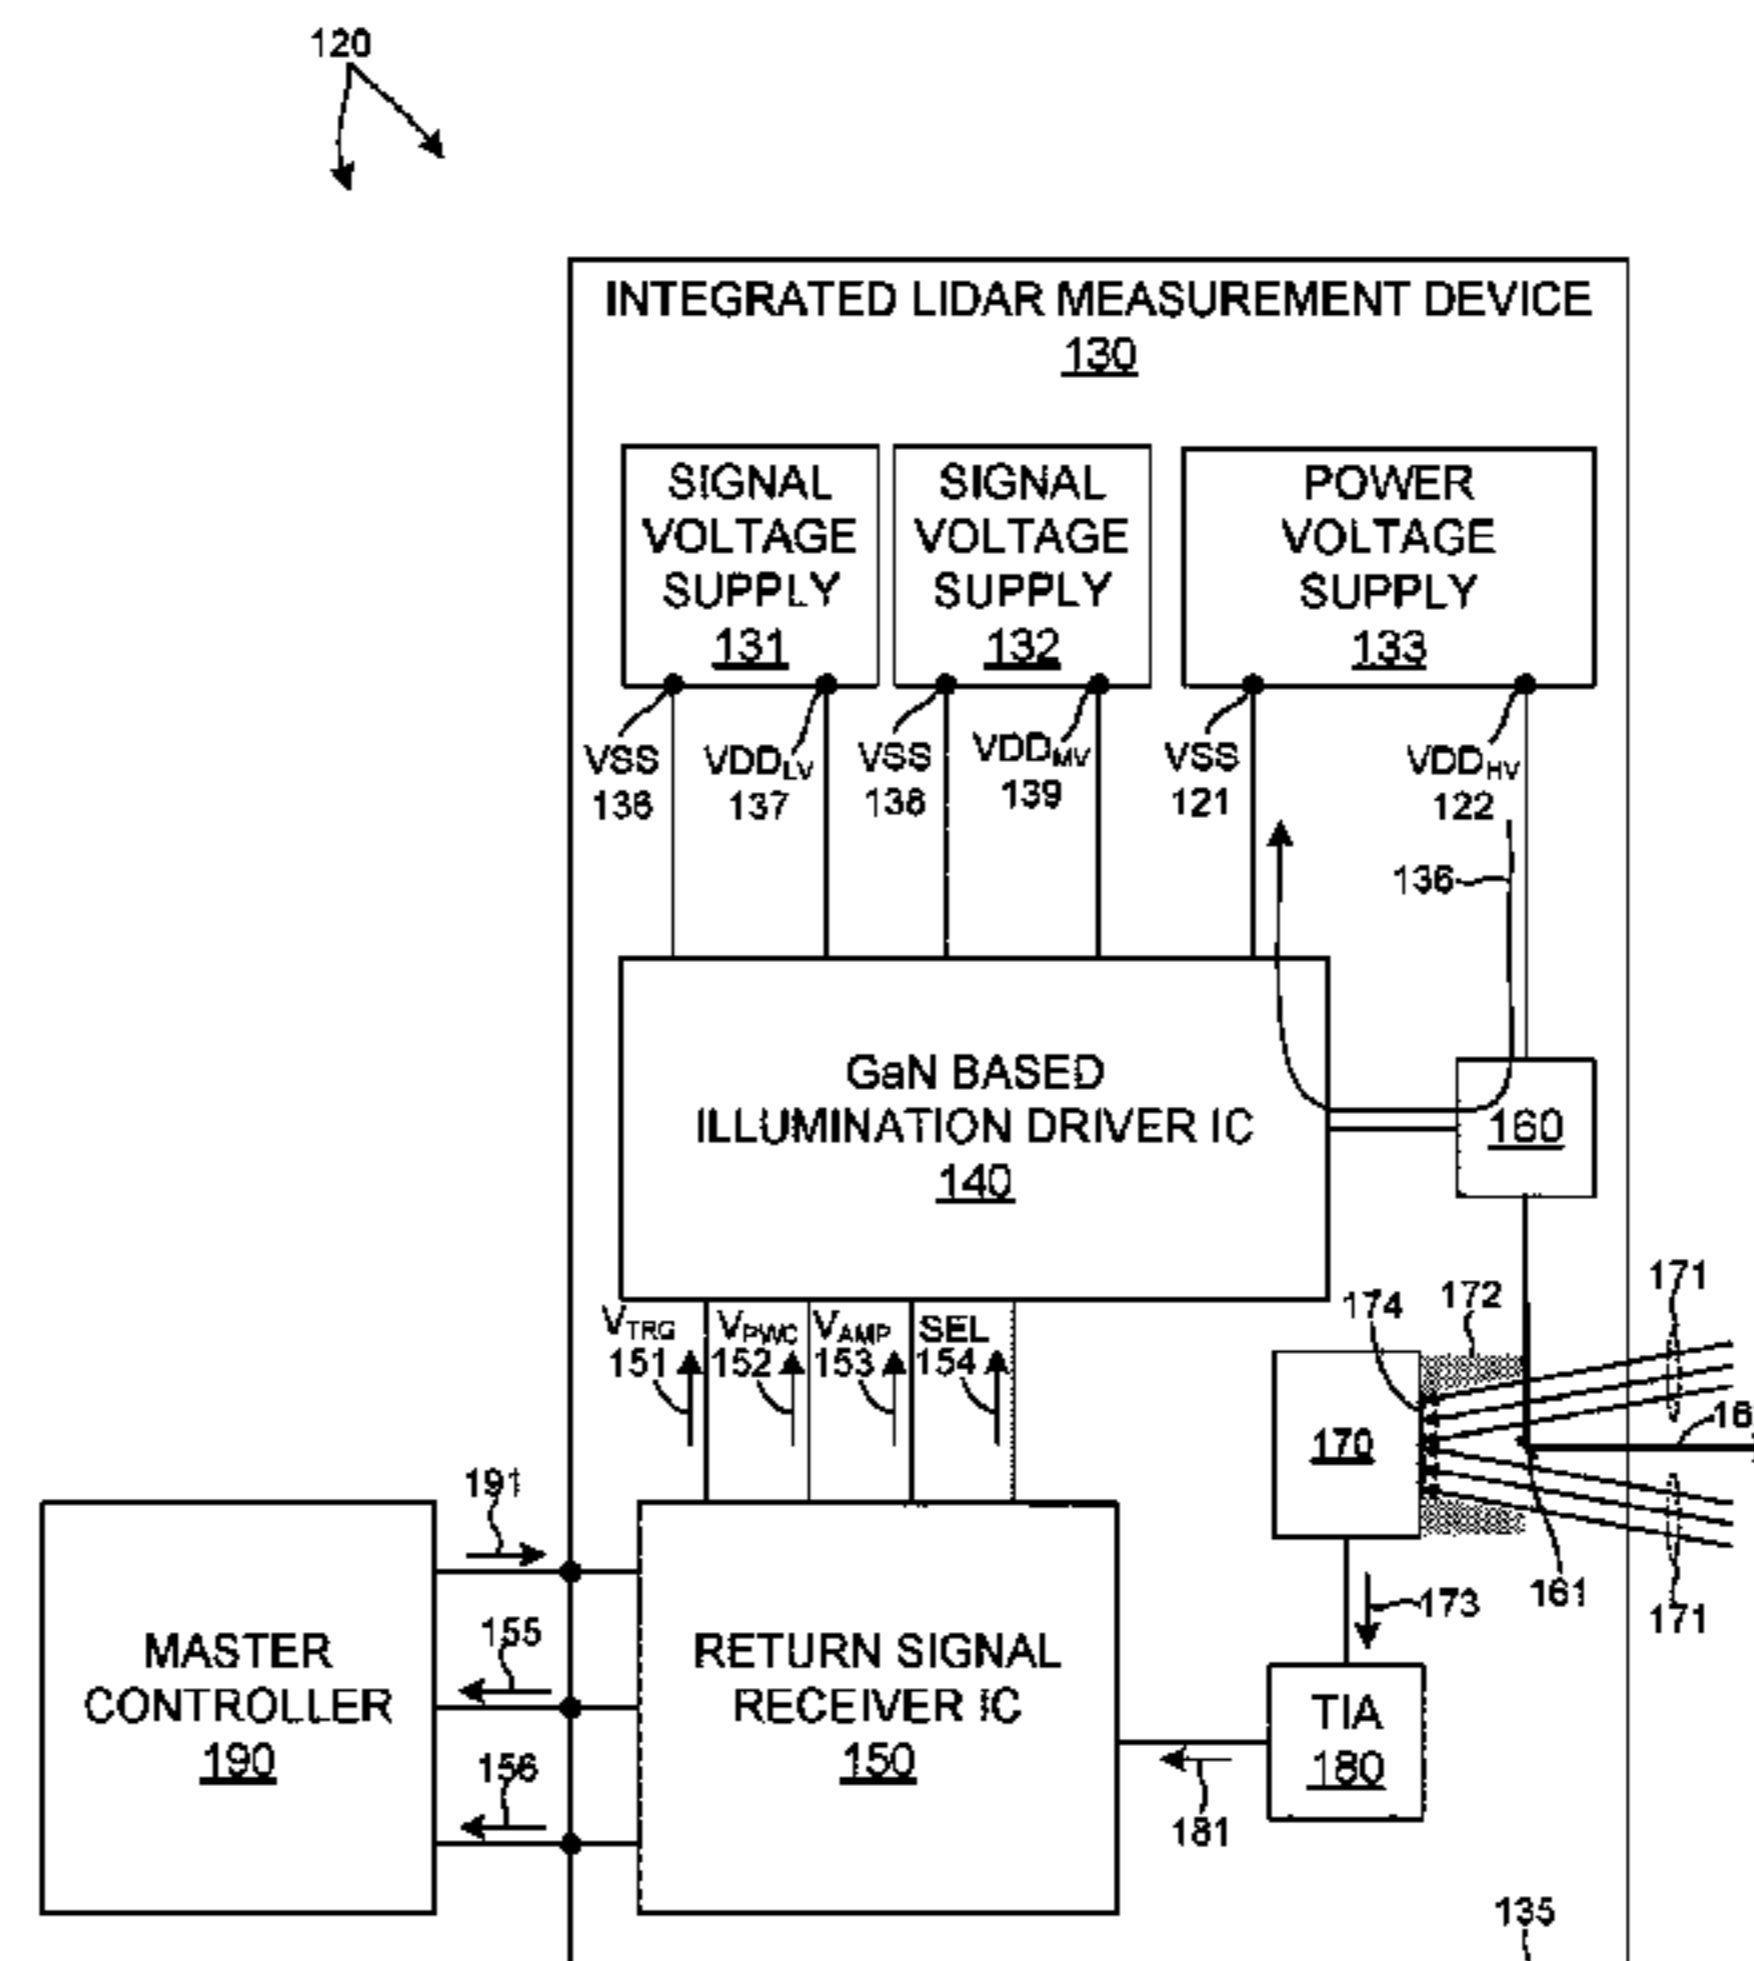 120
INTEGRATED LIDAR MEASUREMENT DEVICE
130
SIGNAL
VOLTAGE
SUPPLY
131
SIGNAL
VOLTAGE
SUPPLY
132
POWER
VOLTAGE
SUPPLY
133
VSS
136
VDDLV
137
VSS
138
VDDMV
139
VSS
121
VDDHV
122
136
GaN BASED
ILLUMINATION DRIVER IC
140
160
VTRG
151
VPWC
152
VAMP
153
SEL
154
174
172
171
170
16
161
171
173
191
155
156
MASTER
CONTROLLER
190
RETURN SIGNAL
RECEIVER IC
150
TIA
180
181
135